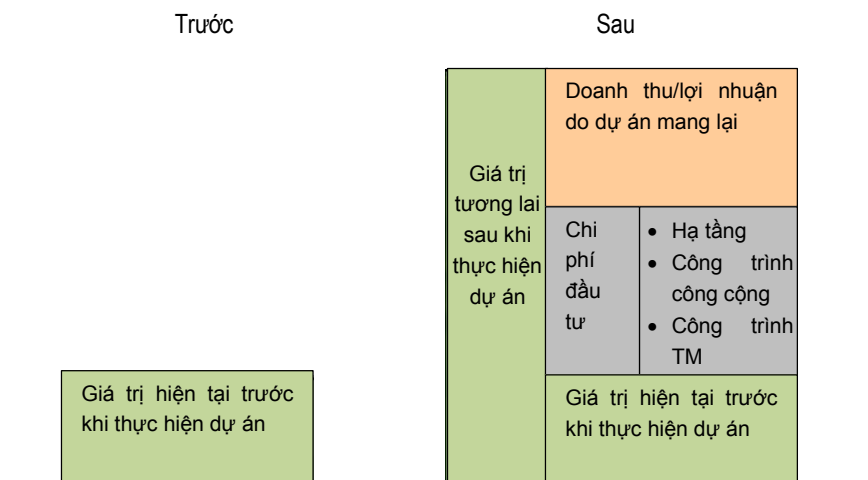 Trước
Sau
Doanh thu/lợi nhuận
do dự án mang lại
Giá trị
tương lai
sau khi
thực hiện
dự án
Chi
phí
đầu
tư
• Hạ tầng
• Công trình
công cộng
• Công trình
TM
Giá trị hiện tại trước
khi thực hiện dự án
Giá trị hiện tại trước
khi thực hiện dự án